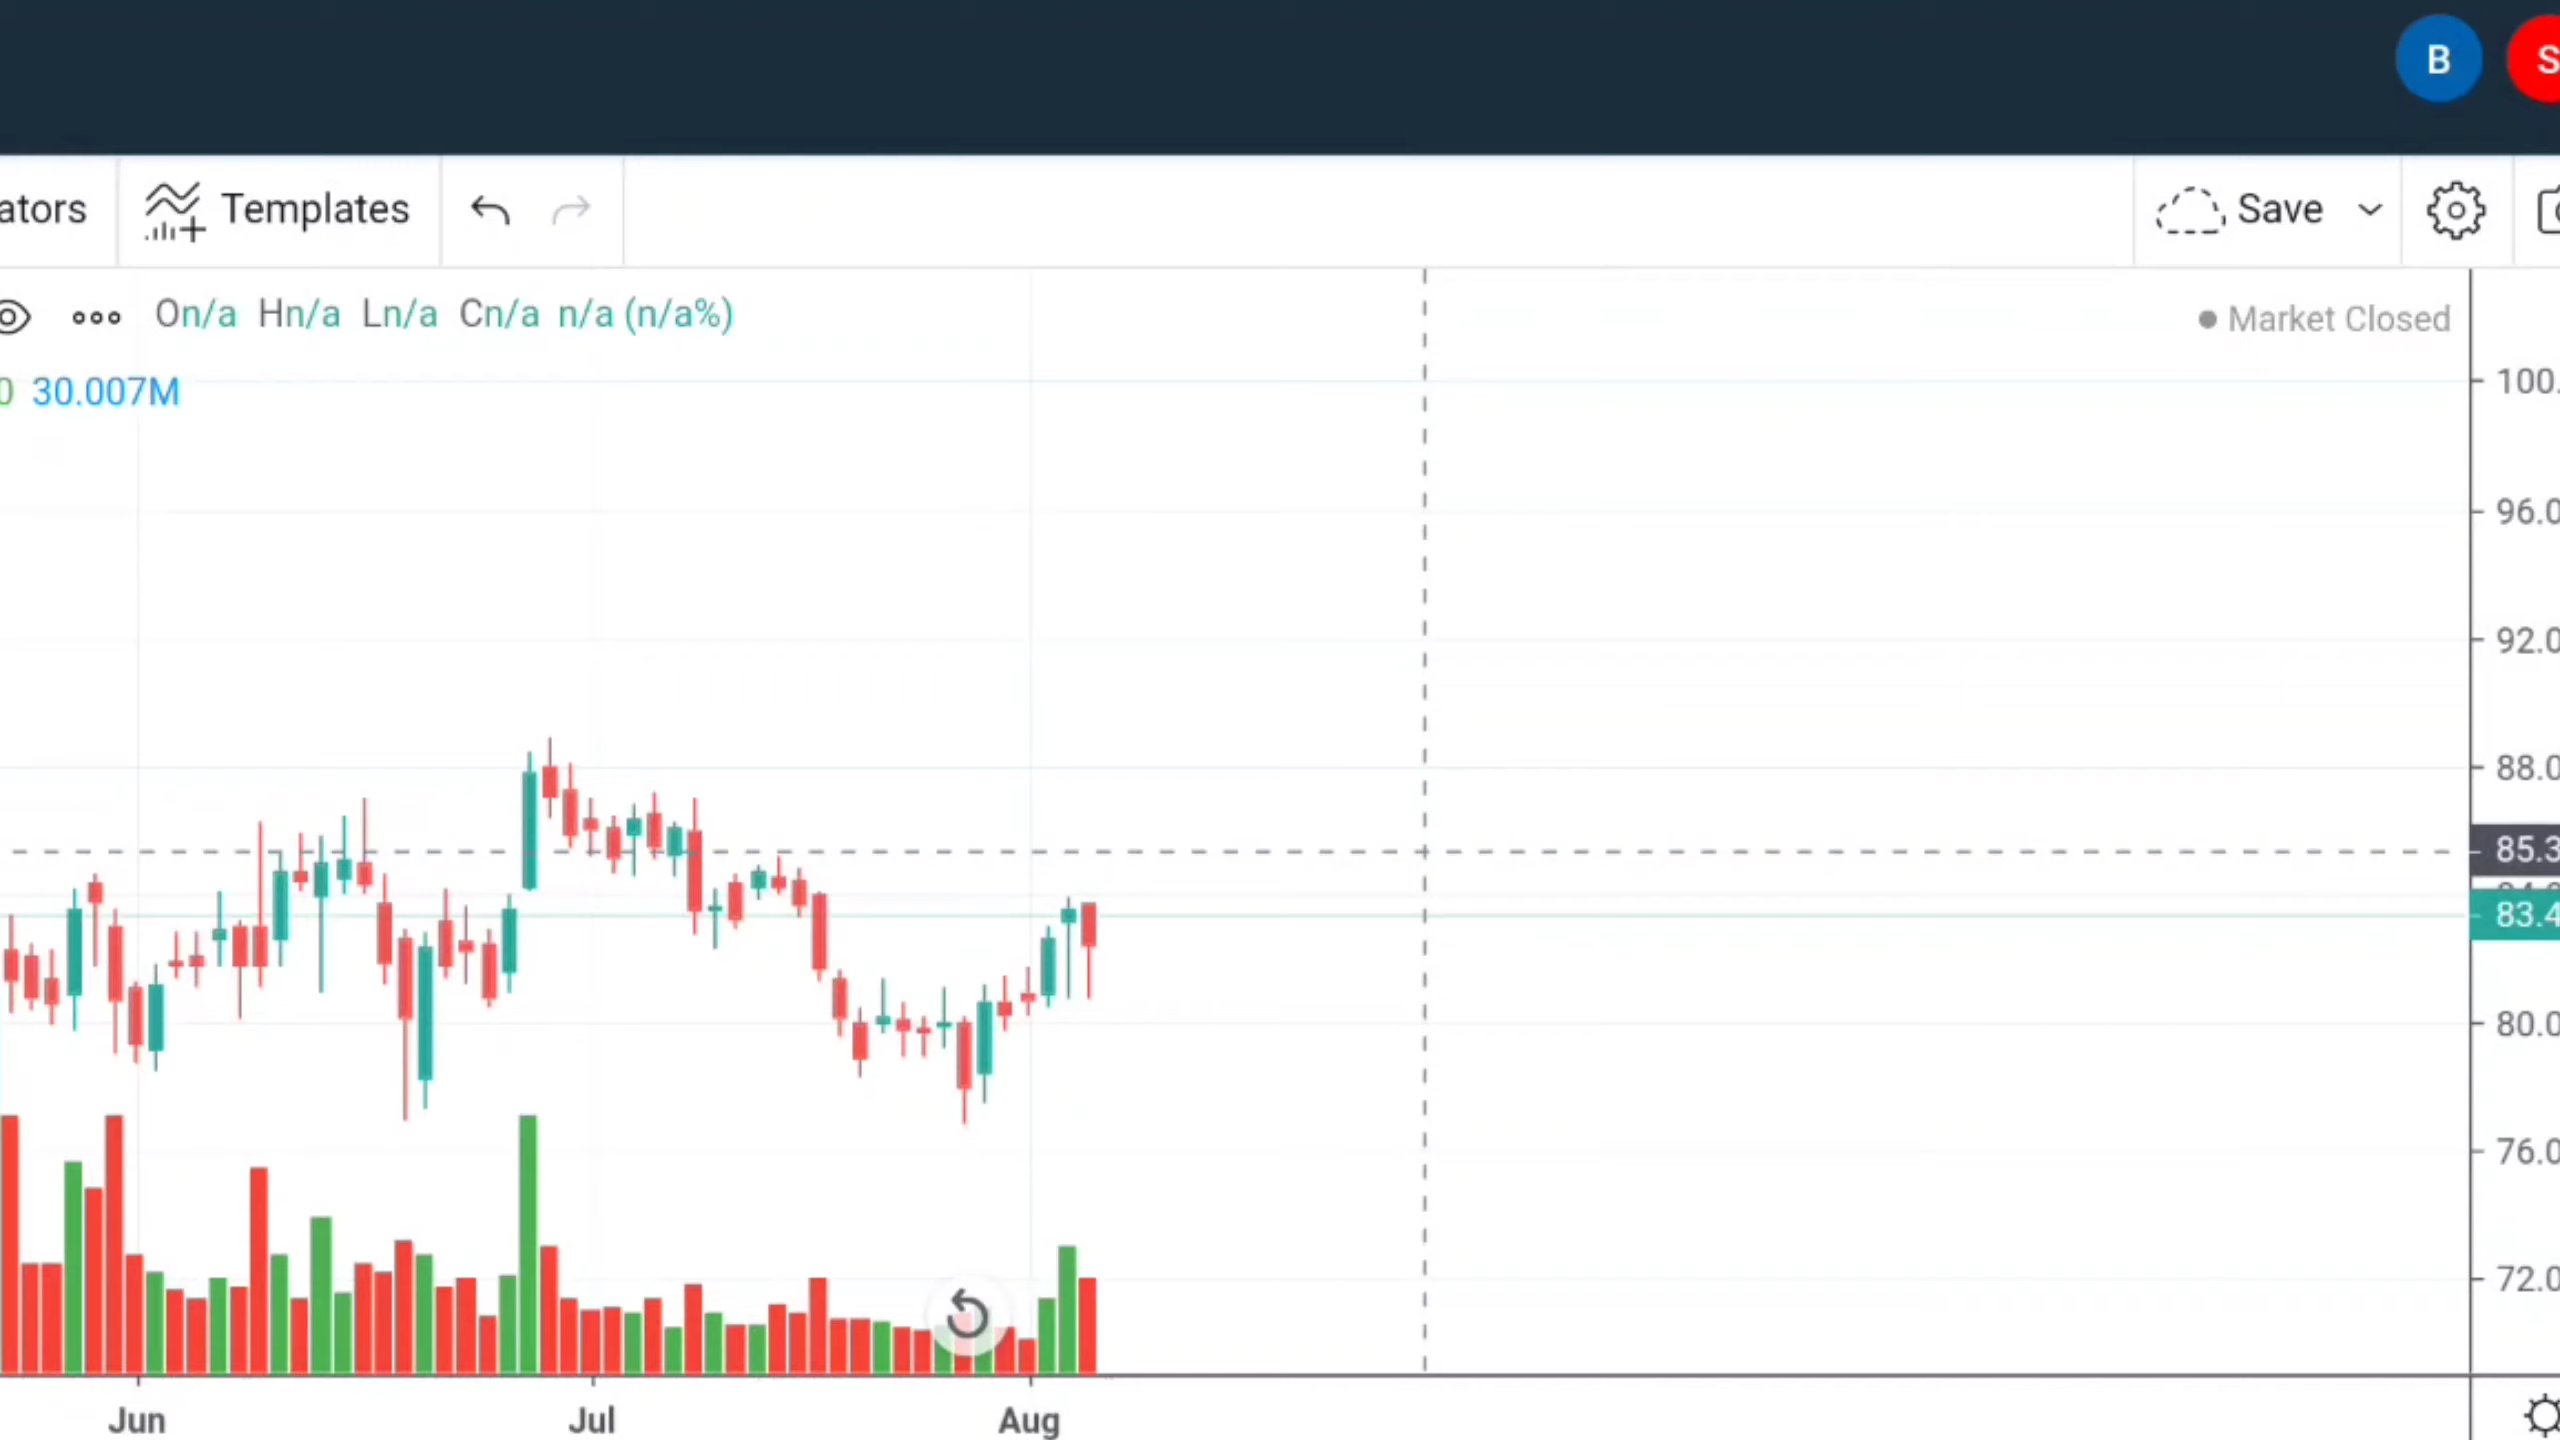 B S
ators Templates Save
On/a Hn/a Ln/a Cn/a n/a (n/a%) Market Closed
0 30.007M
100.
96.0
92.0
88.0
85.3
83.4
80.0
76.0
72.0
Jun Jul Aug